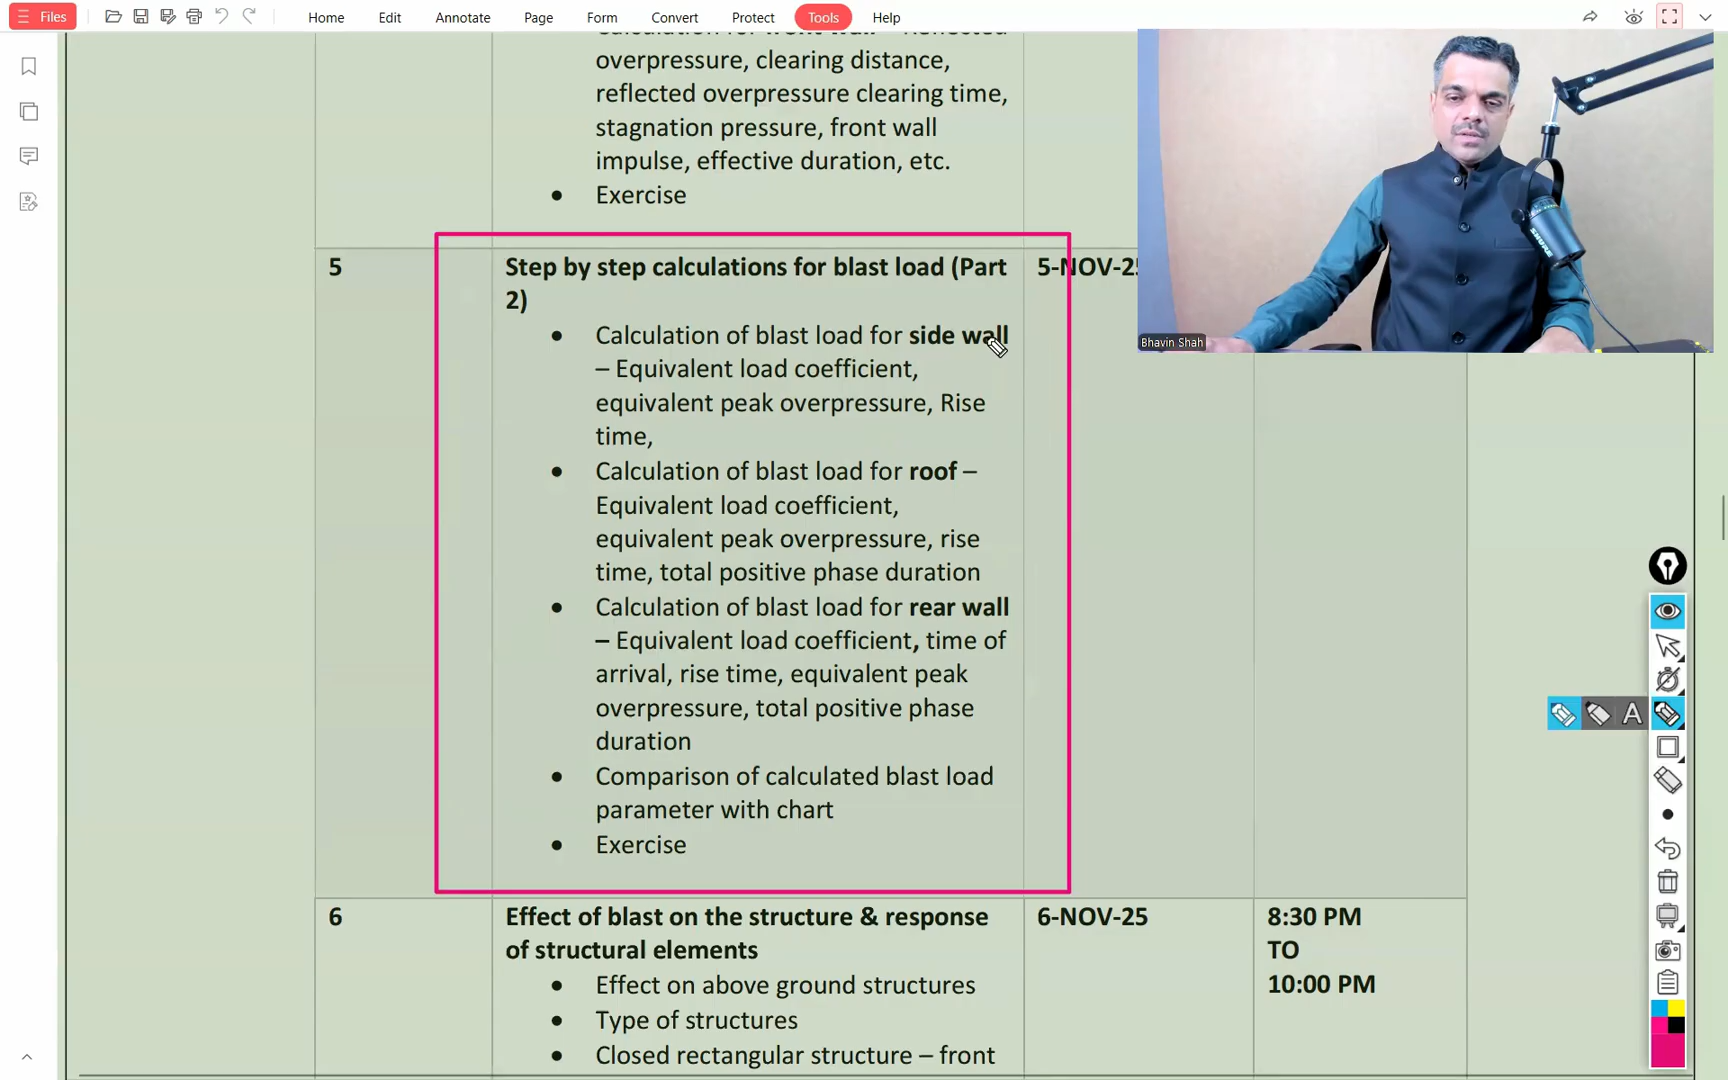 Files
Home Edit Annotate Page Form Convert Protect Tools Help
overpressure, clearing distance,
reflected overpressure clearing time,
stagnation pressure, front wall
impulse, effective duration, etc.
• Exercise
5
Step by step calculations for blast load (Part
2)
5-NOV-25
• Calculation of blast load for side wall
– Equivalent load coefficient,
equivalent peak overpressure, Rise
time,
• Calculation of blast load for roof –
Equivalent load coefficient,
equivalent peak overpressure, rise
time, total positive phase duration
• Calculation of blast load for rear wall
– Equivalent load coefficient, time of
arrival, rise time, equivalent peak
overpressure, total positive phase
duration
• Comparison of calculated blast load
parameter with chart
• Exercise
6
Effect of blast on the structure & response
of structural elements
6-NOV-25
8:30 PM
TO
10:00 PM
• Effect on above ground structures
• Type of structures
• Closed rectangular structure – front
Bhavin Shah
SHURE
A